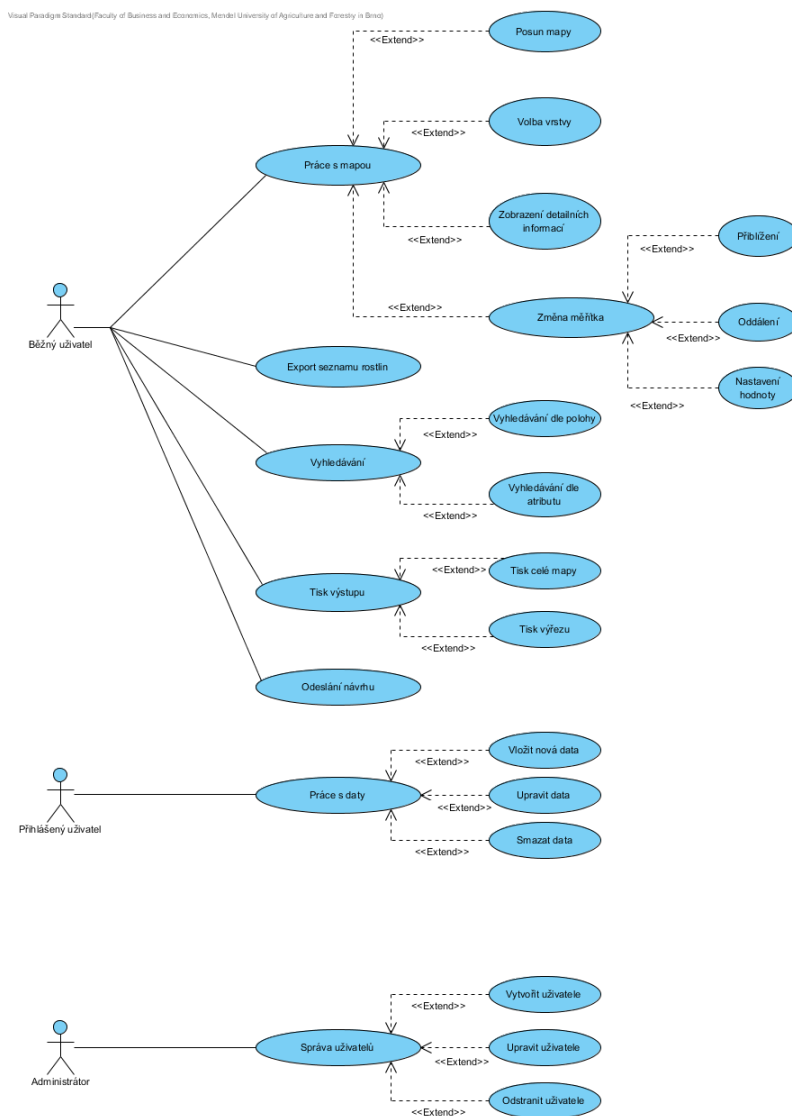 Visual Paradigm Standard(Faculty of Business and Economics, Mendel University of Agriculture and Forestry in Brno)
<<Extend>>
Posun mapy
<<Extend>>
Volba vrstvy
Práce s mapou
<<Extend>>
Zobrazení detailních
informací
<<Extend>>
Přiblížení
<<Extend>>
Změna měřítka
<<Extend>>
Oddálení
Běžný uživatel
Export seznamu rostlin
<<Extend>>
Nastavení
hodnoty
<<Extend>>
Vyhledávání dle polohy
Vyhledávání
<<Extend>>
Vyhledávání dle
atributu
<<Extend>>
Tisk celé mapy
Tisk výstupu
<<Extend>>
Tisk výřezu
Odeslání návrhu
<<Extend>>
Vložit nová data
Práce s daty
<<Extend>>
Upravit data
Přihlášený uživatel
<<Extend>>
Smazat data
<<Extend>>
Vytvořit uživatele
Správa uživatelů
<<Extend>>
Upravit uživatele
Administrátor
<<Extend>>
Odstranit uživatele